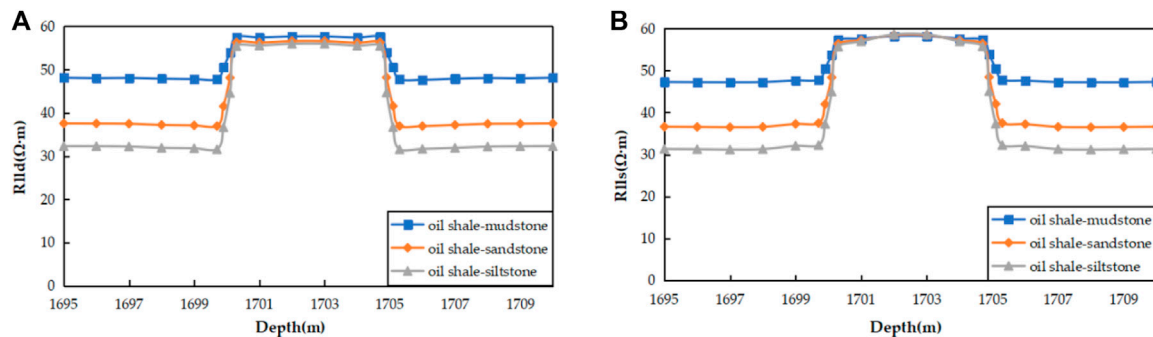 A
60
50
40
30
20
10
0
Rlld(Ω·m)
oil shale-mudstone
oil shale-sandstone
oil shale-siltstone
1695 1697 1699 1701 1703 1705 1707 1709
Depth(m)
B
60
50
40
30
20
10
0
Rlls(Ω·m)
oil shale-mudstone
oil shale-sandstone
oil shale-siltstone
1695 1697 1699 1701 1703 1705 1707 1709
Depth(m)